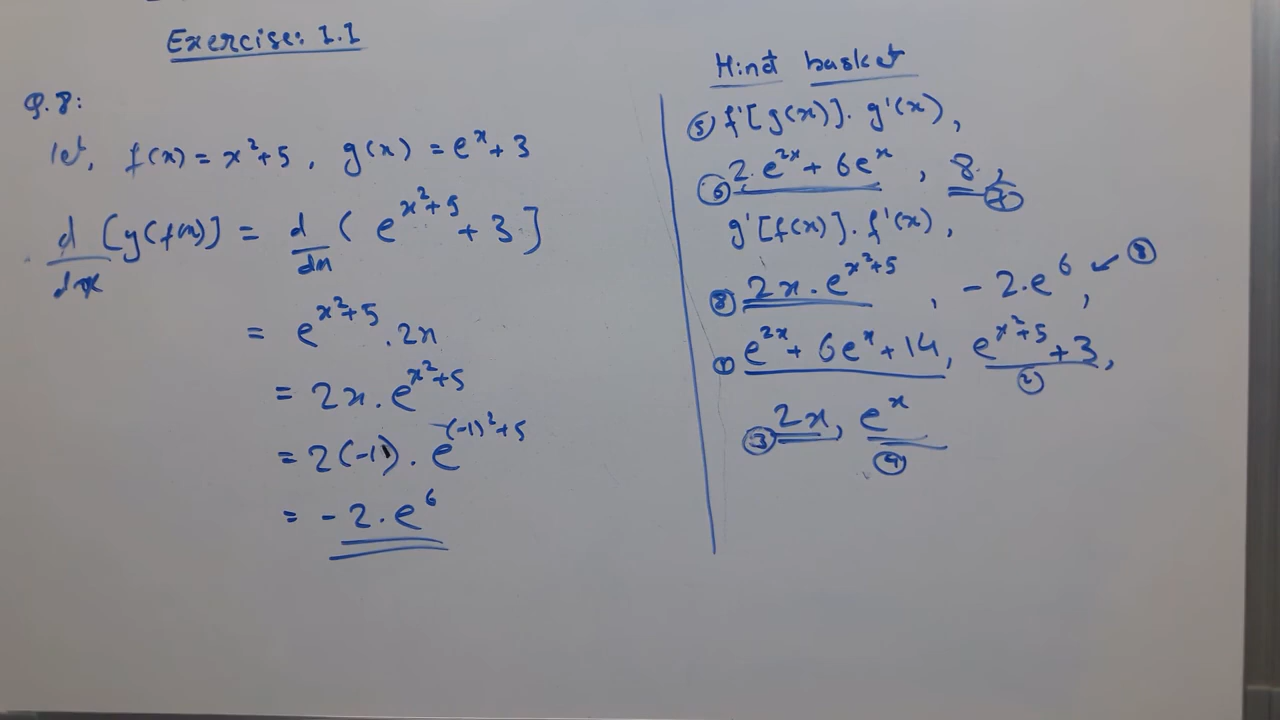 Exercise: 1.1
Q.8:
let, f(x) = x²+5 , g(x) = eˣ + 3
d/dx [g(f(x)] = d/dx ( e^(x²+5) + 3 ]
= e^(x²+5) . 2x
= 2x . e^(x²+5)
= 2(-1) . e^((-1)²+5)
= -2 . e⁶
Hint basket
⑤ f'[g(x)] . g'(x),
⑥ 2.e^(2x) + 6eˣ , 8 , ⑦
g'[f(x)] . f'(x),
⑧ 2x . e^(x²+5) , -2.e⁶, ← ⑧
① e^(2x) + 6eˣ + 14, e^(x²+5) + 3, ②
③ 2x, eˣ ④